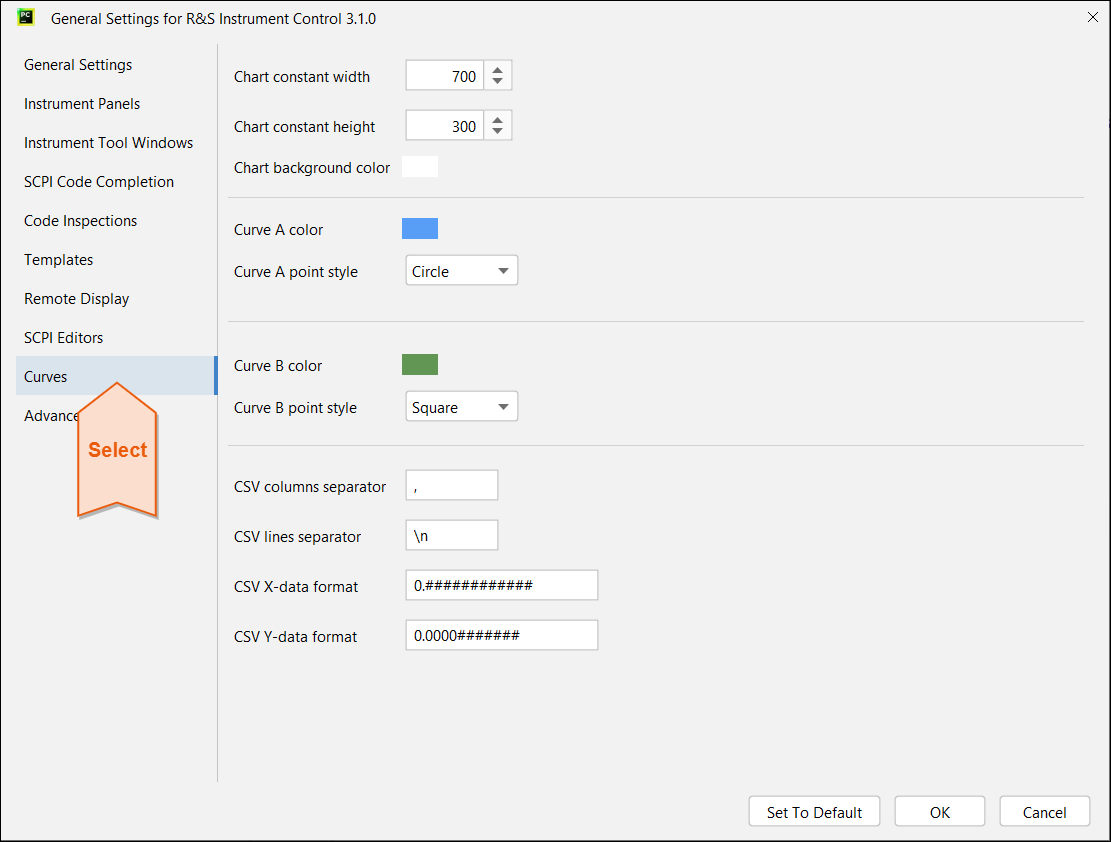 PC
General Settings for R&S Instrument Control 3.1.0
General Settings
Instrument Panels
Instrument Tool Windows
SCPI Code Completion
Code Inspections
Templates
Remote Display
SCPI Editors
Curves
Advance
Select
Chart constant width 700
Chart constant height 300
Chart background color
Curve A color
Curve A point style Circle
Curve B color
Curve B point style Square
CSV columns separator ,
CSV lines separator \n
CSV X-data format 0.############
CSV Y-data format 0.0000#######
Set To Default OK Cancel